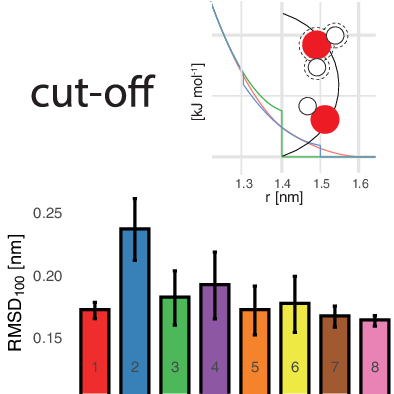 cut-off
[kJ mol-1]
1.3 1.4 1.5 1.6
r [nm]
RMSD100 [nm]
0.25
0.20
0.15
1 2 3 4 5 6 7 8